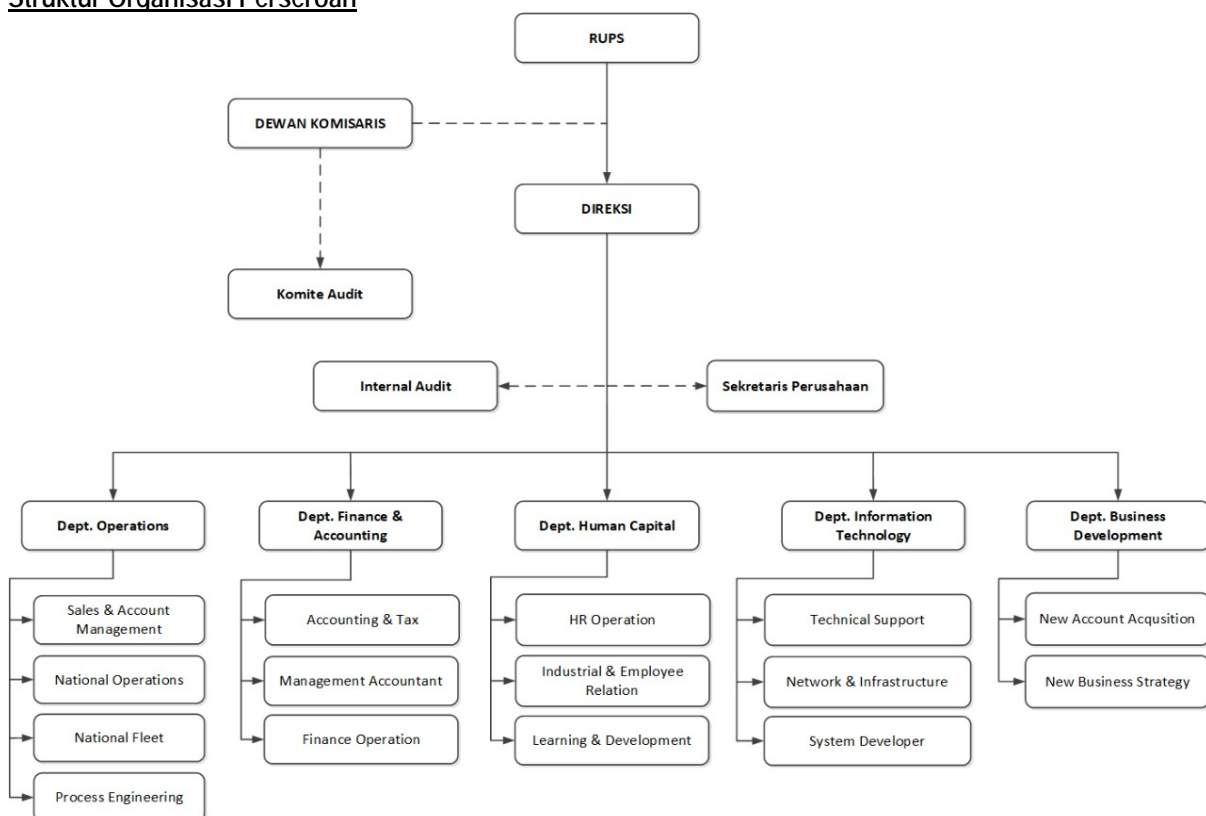 Struktur Organisasi Perseroan
RUPS
DEWAN KOMISARIS
DIREKSI
Komite Audit
Internal Audit
Sekretaris Perusahaan
Dept. Operations
Dept. Finance &
Accounting
Dept. Human Capital
Dept. Information
Technology
Dept. Business
Development
Sales & Account
Management
National Operations
National Fleet
Process Engineering
Accounting & Tax
Management Accountant
Finance Operation
HR Operation
Industrial & Employee
Relation
Learning & Development
Technical Support
Network & Infrastructure
System Developer
New Account Acqusition
New Business Strategy